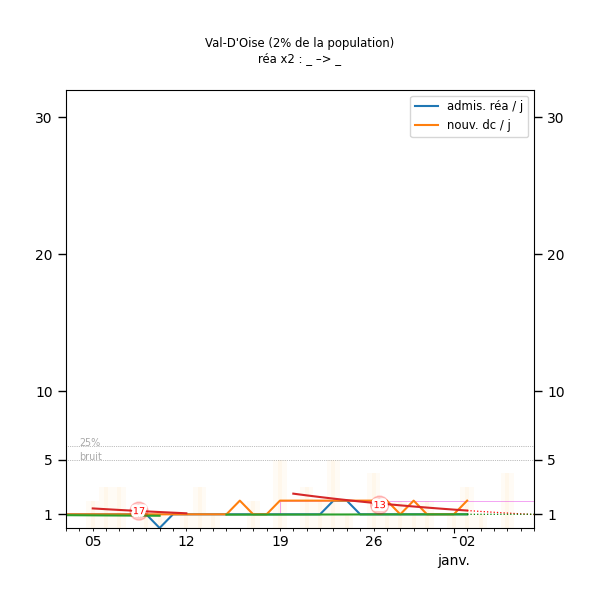 Val-D'Oise (2% de la population)
réa x2 : _ –> _
admis. réa / j
nouv. dc / j
30 30
20 20
10 10
25%
bruit
5 5
17
13
1 1
05 12 19 26 02
janv.